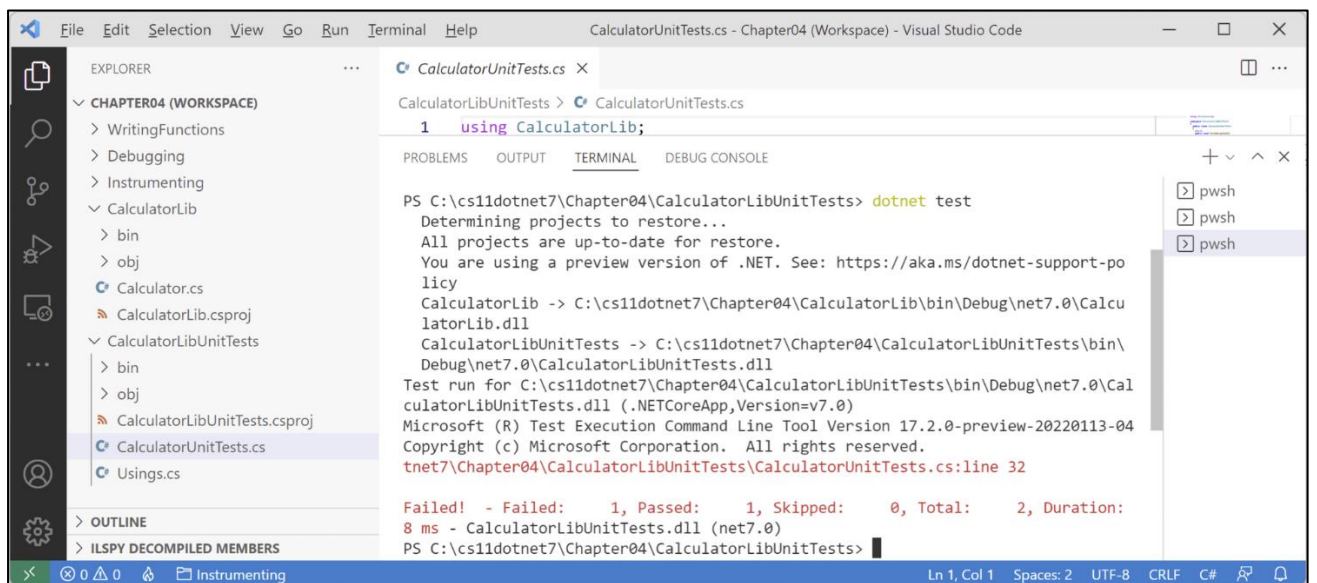 File Edit Selection View Go Run Terminal Help CalculatorUnitTests.cs - Chapter04 (Workspace) - Visual Studio Code
EXPLORER
CHAPTER04 (WORKSPACE)
WritingFunctions
Debugging
Instrumenting
CalculatorLib
bin
obj
Calculator.cs
CalculatorLib.csproj
CalculatorLibUnitTests
bin
obj
CalculatorLibUnitTests.csproj
CalculatorUnitTests.cs
Usings.cs
OUTLINE
ILSPY DECOMPILED MEMBERS
CalculatorUnitTests.cs
CalculatorLibUnitTests > CalculatorUnitTests.cs
1 using CalculatorLib;
PROBLEMS OUTPUT TERMINAL DEBUG CONSOLE
PS C:\cs11dotnet7\Chapter04\CalculatorLibUnitTests> dotnet test
Determining projects to restore...
All projects are up-to-date for restore.
You are using a preview version of .NET. See: https://aka.ms/dotnet-support-po
licy
CalculatorLib -> C:\cs11dotnet7\Chapter04\CalculatorLib\bin\Debug\net7.0\Calcu
latorLib.dll
CalculatorLibUnitTests -> C:\cs11dotnet7\Chapter04\CalculatorLibUnitTests\bin\
Debug\net7.0\CalculatorLibUnitTests.dll
Test run for C:\cs11dotnet7\Chapter04\CalculatorLibUnitTests\bin\Debug\net7.0\Cal
culatorLibUnitTests.dll (.NETCoreApp,Version=v7.0)
Microsoft (R) Test Execution Command Line Tool Version 17.2.0-preview-20220113-04
Copyright (c) Microsoft Corporation. All rights reserved.
tnet7\Chapter04\CalculatorLibUnitTests\CalculatorUnitTests.cs:line 32
Failed! - Failed: 1, Passed: 1, Skipped: 0, Total: 2, Duration:
8 ms - CalculatorLibUnitTests.dll (net7.0)
PS C:\cs11dotnet7\Chapter04\CalculatorLibUnitTests>
pwsh
pwsh
pwsh
0 0 Instrumenting Ln 1, Col 1 Spaces: 2 UTF-8 CRLF C#